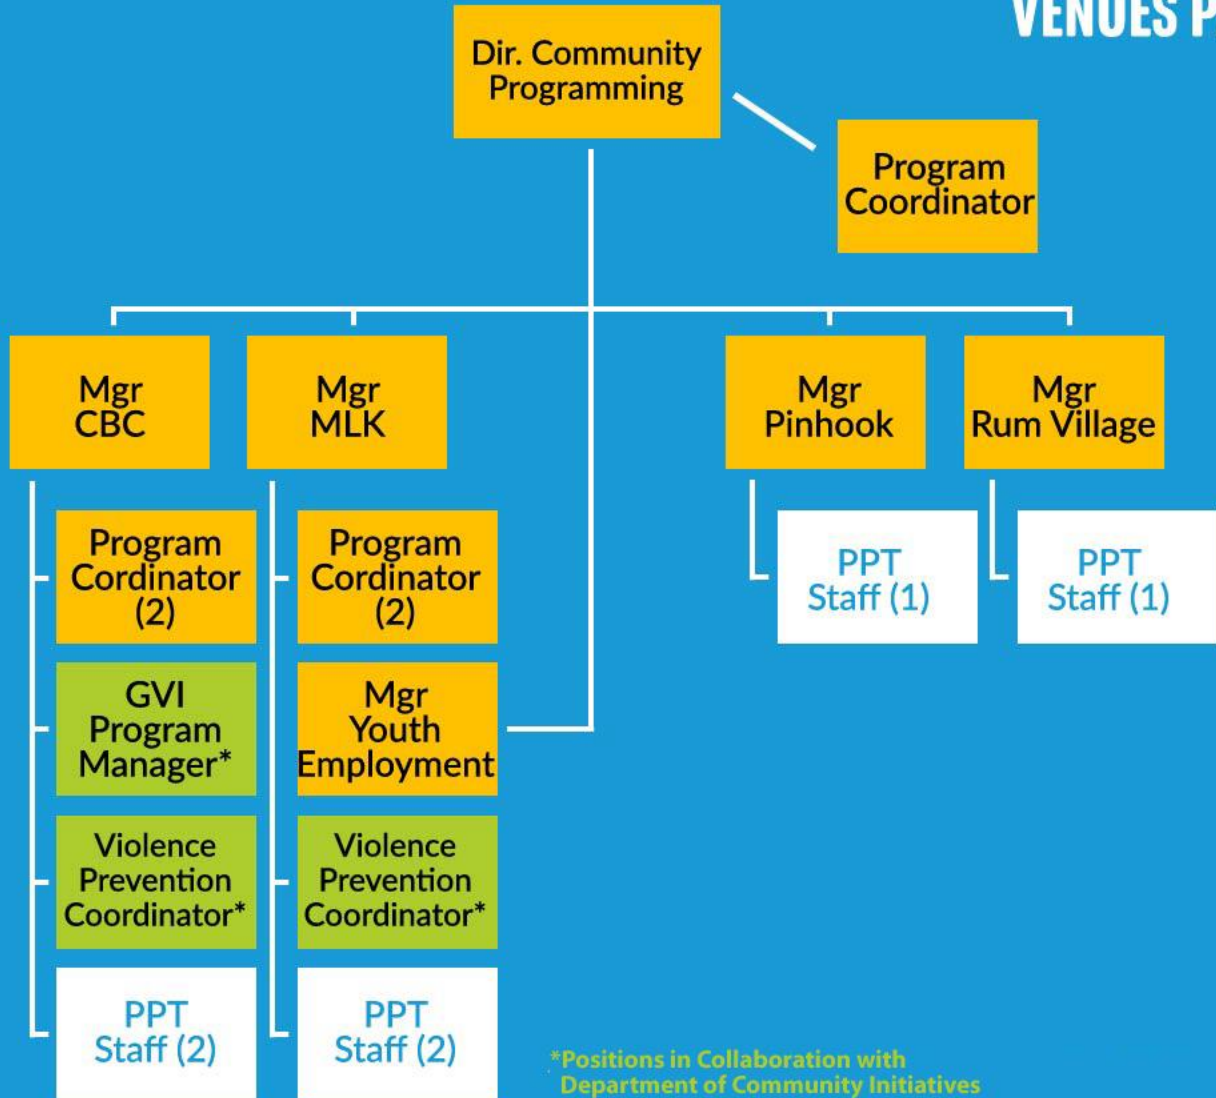 VENUES P
Dir. Community
Programming
Program
Coordinator
Mgr
CBC
Mgr
MLK
Mgr
Pinhook
Mgr
Rum Village
Program
Cordinator
(2)
Program
Cordinator
(2)
PPT
Staff (1)
PPT
Staff (1)
GVI
Program
Manager*
Mgr
Youth
Employment
Violence
Prevention
Coordinator*
Violence
Prevention
Coordinator*
PPT
Staff (2)
PPT
Staff (2)
*Positions in Collaboration with
Department of Community Initiatives